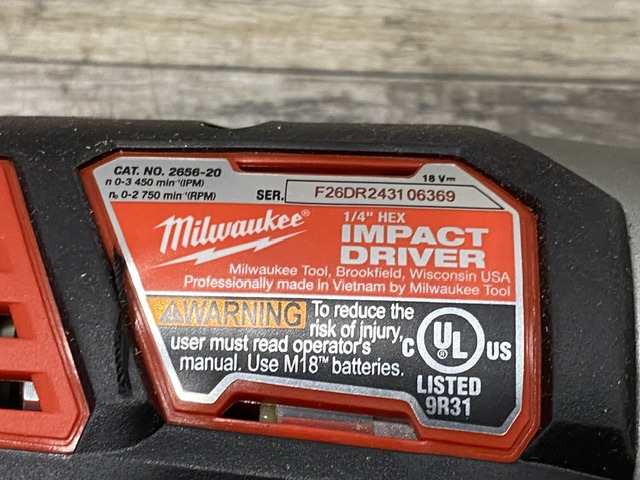 CAT. NO. 2656-20
18 V⎓
n 0-3 450 min⁻¹(IPM)
n₀ 0-2 750 min⁻¹(RPM)
SER. F26DR243106369
Milwaukee
1/4" HEX
IMPACT
DRIVER
Milwaukee Tool, Brookfield, Wisconsin USA
Professionally made in Vietnam by Milwaukee Tool
WARNING To reduce the
risk of injury,
user must read operator's
manual. Use M18™ batteries.
C UL US
LISTED
9R31